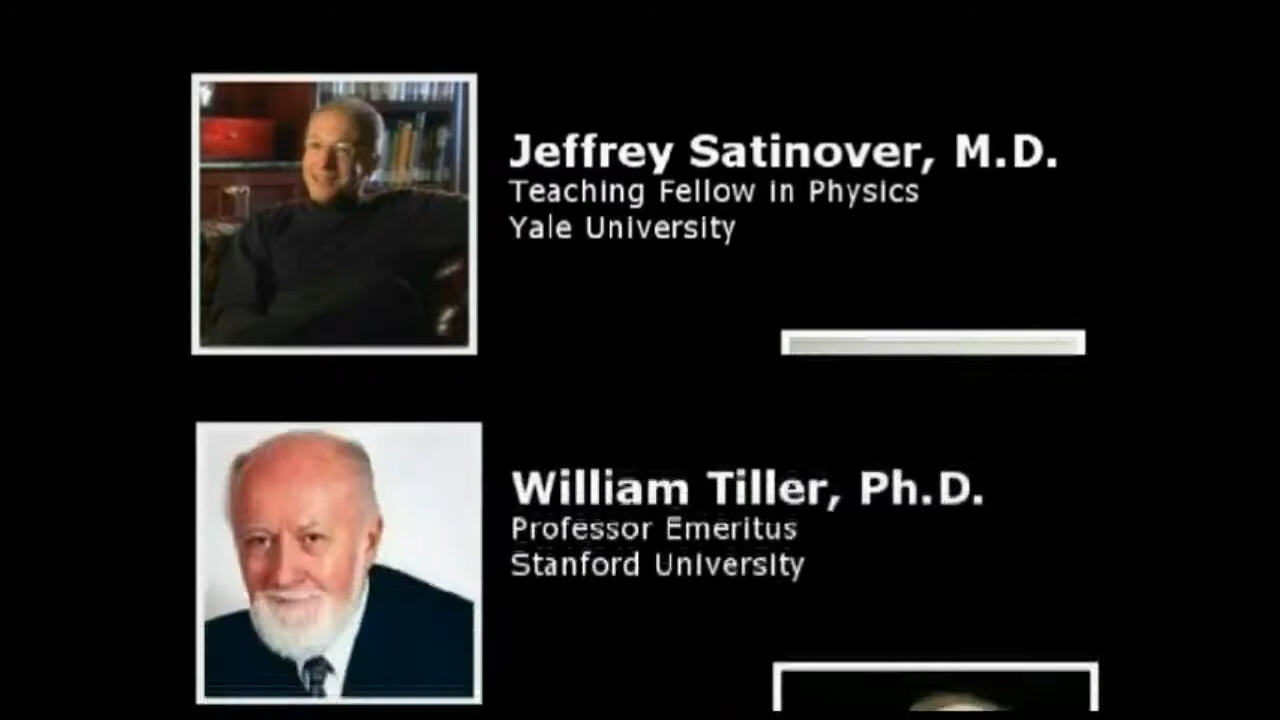 Jeffrey Satinover, M.D.
Teaching Fellow in Physics
Yale University
William Tiller, Ph.D.
Professor Emeritus
Stanford University